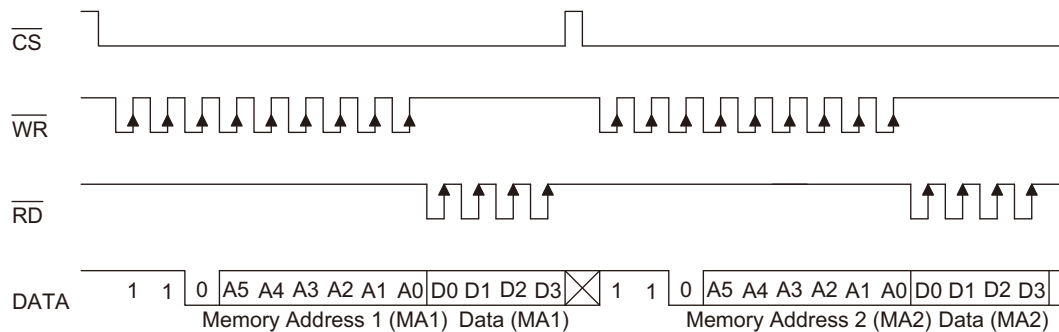 CS
WR
RD
DATA 1 1 0 A5 A4 A3 A2 A1 A0 D0 D1 D2 D3 1 1 0 A5 A4 A3 A2 A1 A0 D0 D1 D2 D3
Memory Address 1 (MA1) Data (MA1) Memory Address 2 (MA2) Data (MA2)